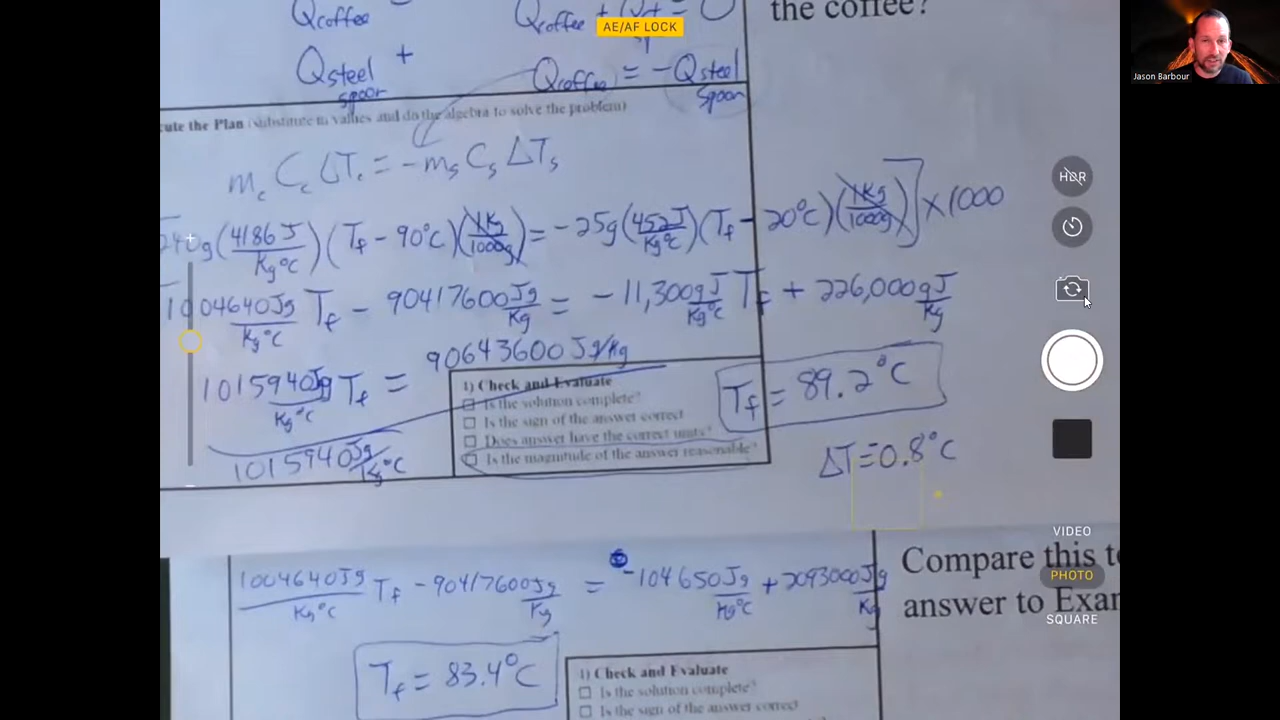 the coffee?
Qcoffee =
Qcoffee + Q = 0
AE/AF LOCK
Jason Barbour
Qsteel +
spoon
Qcoffee = -Qsteel
spoon
cute the Plan (substitute in values and do the algebra to solve the problem)
mc Cc ΔTc = -ms Cs ΔTs
HDR
240g (4186 J / Kg°C) (Tf - 90°C) (1Kg / 1000g) = -25g (452 J / Kg°C) (Tf - 20°C) (1Kg / 1000g)] x 1000
1004640 Jg / Kg°C Tf - 90417600 Jg / Kg = -11,300 gJ / Kg°C Tf + 226,000 gJ / Kg
1015940 Jg / Kg°C Tf = 90643600 Jg/kg
1015940 Jg / Kg°C
Tf = 89.2°C
4) Check and Evaluate
☐ Is the solution complete?
☐ Is the sign of the answer correct
☐ Does answer have the correct units?
☐ Is the magnitude of the answer reasonable?
ΔT = 0.8°C
VIDEO
PHOTO
SQUARE
1004640 Jg / Kg°C Tf - 90417600 Jg / Kg = -104650 Jg / Kg°C + 2093000 Jg / Kg
Compare this to
answer to Exam
Tf = 83.4°C
4) Check and Evaluate
☐ Is the solution complete?
☐ Is the sign of the answer correct